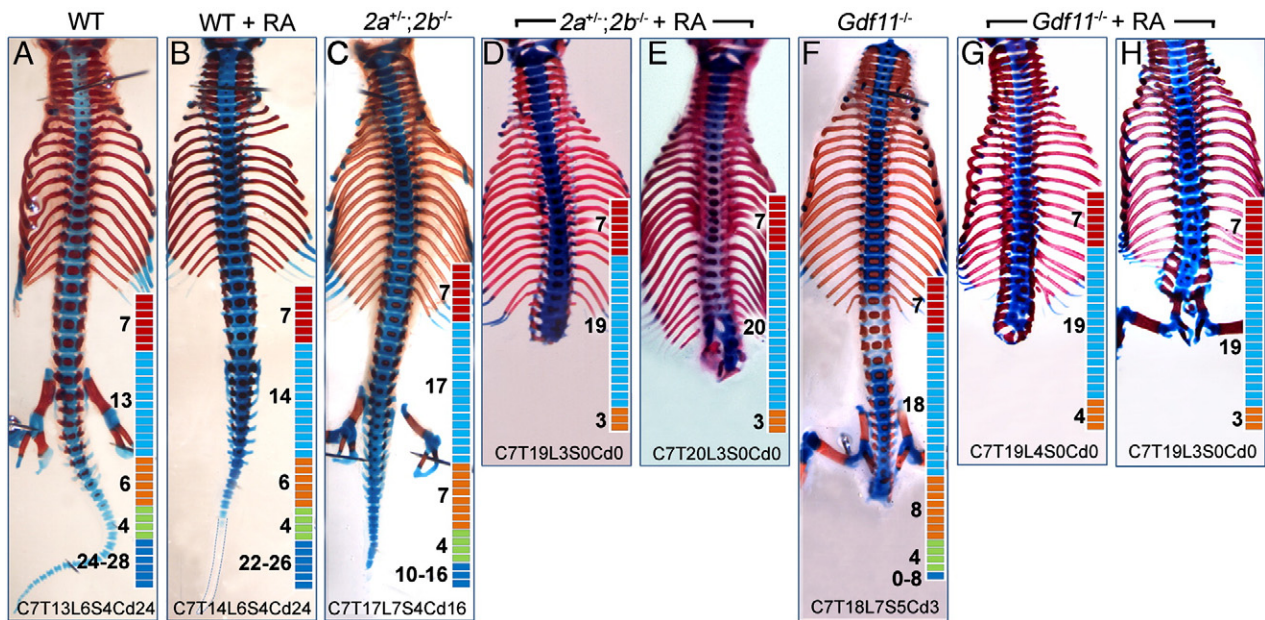 WT
WT + RA
2a+/-;2b-/-
2a+/-;2b-/- + RA
Gdf11-/-
Gdf11-/- + RA
A
B
C
D
E
F
G
H
7
13
6
4
24-28
C7T13L6S4Cd24
7
14
6
4
22-26
C7T14L6S4Cd24
7
17
7
4
10-16
C7T17L7S4Cd16
7
19
3
C7T19L3S0Cd0
7
20
3
C7T20L3S0Cd0
7
18
8
4
0-8
C7T18L7S5Cd3
7
19
4
C7T19L4S0Cd0
7
19
3
C7T19L3S0Cd0